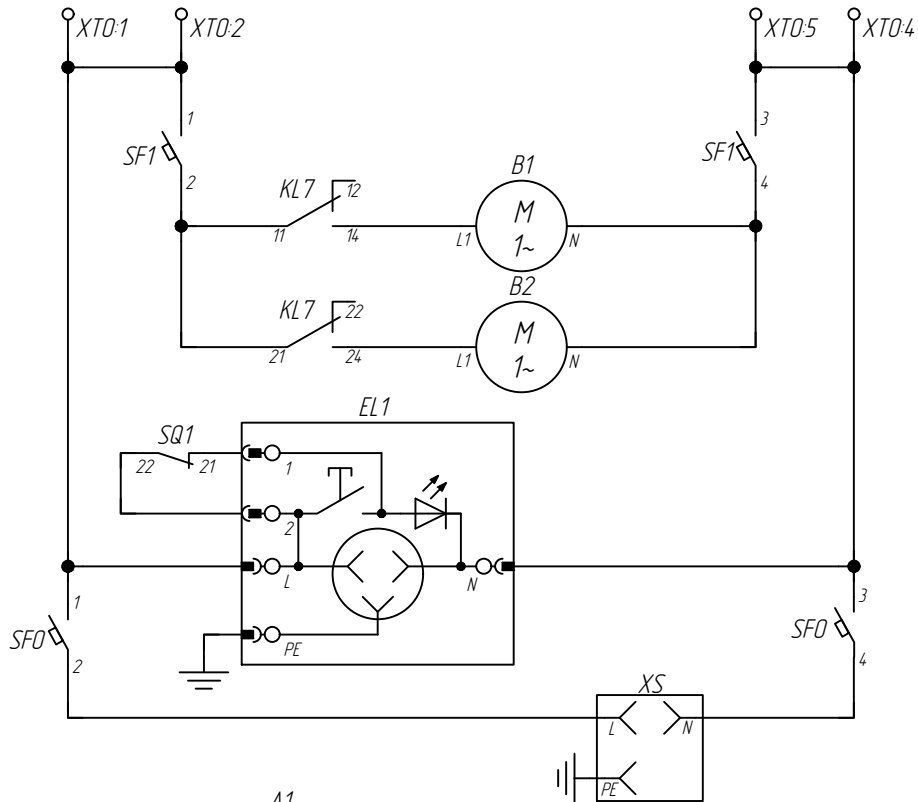 XT0:1 XT0:2 XT0:5 XT0:4
1 3
SF1 SF1
2 4
KL7 12 B1
M
11 14 L1 1~ N
B2
KL7 22
M
21 24 L1 1~ N
EL1
SQ1
22 21 1
2
L N
1 3
SF0 SF0
PE
2 4
XS
L N
PE
A1